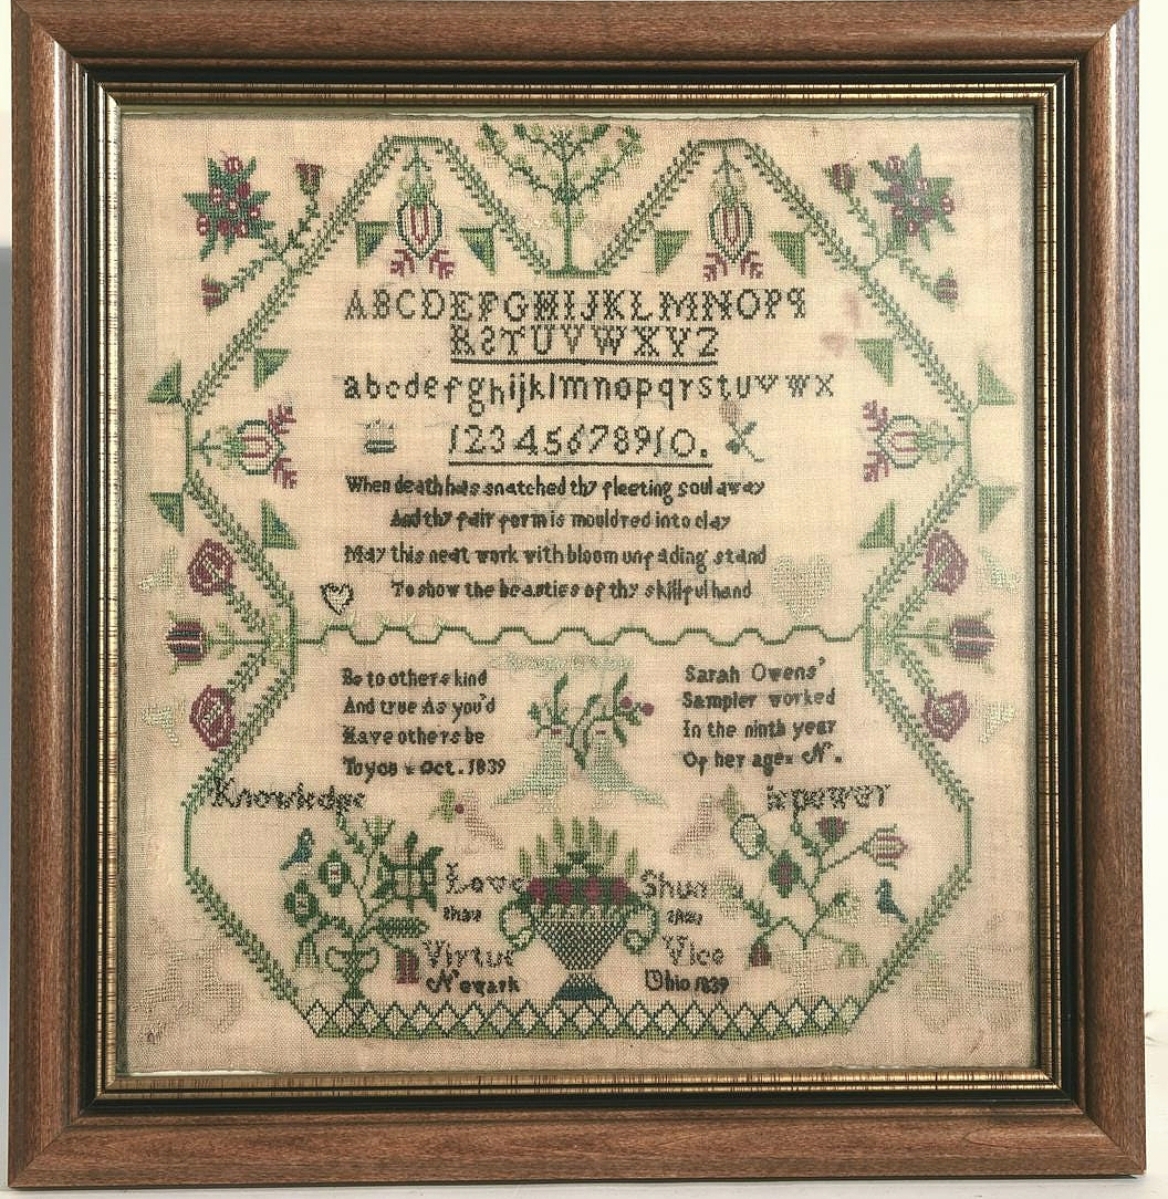 ABCDEFGHIJKLMNOPQ
RSTUVWXYZ
abcdefghijklmnopqrstuvwx
12345678910.
When death has snatched thy fleeting soul away
And thy fair form is mouldred into clay
May this neat work with bloom unfading stand
To show the beauties of thy skillful hand
Be to others kind
And true As you'd
Have others be
To you Oct. 1839
Sarah Owens'
Sampler worked
In the ninth year
Of her age N.
Knowledge is power
Love Shun
thou thou
Virtue Vice
Newark Ohio 1839